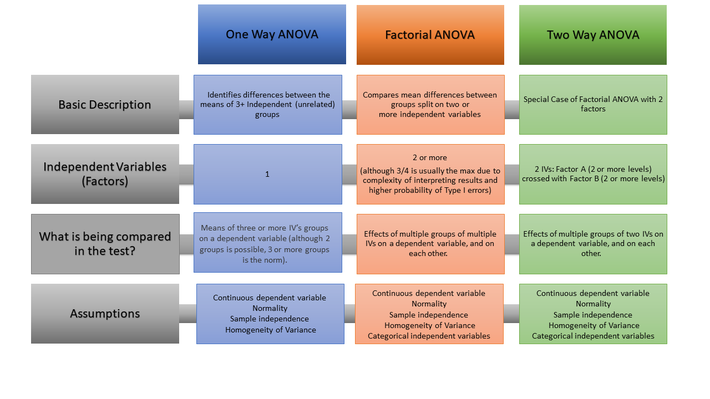 One Way ANOVA
Factorial ANOVA
Two Way ANOVA
Basic Description
Identifies differences between the
means of 3+ Independent (unrelated)
groups
Compares mean differences between
groups split on two or
more independent variables
Special Case of Factorial ANOVA with 2
factors
Independent Variables
(Factors)
1
2 or more
(although 3/4 is usually the max due to
complexity of interpreting results and
higher probability of Type I errors)
2 IVs: Factor A (2 or more levels)
crossed with Factor B (2 or more levels)
What is being compared
in the test?
Means of three or more IV's groups
on a dependent variable (although 2
groups is possible, 3 or more groups
is the norm).
Effects of multiple groups of multiple
IVs on a dependent variable, and on
each other.
Effects of multiple groups of two IVs on
a dependent variable, and on each
other.
Assumptions
Continuous dependent variable
Normality
Sample independence
Homogeneity of Variance
Continuous dependent variable
Normality
Sample independence
Homogeneity of Variance
Categorical independent variables
Continuous dependent variable
Normality
Sample independence
Homogeneity of Variance
Categorical independent variables